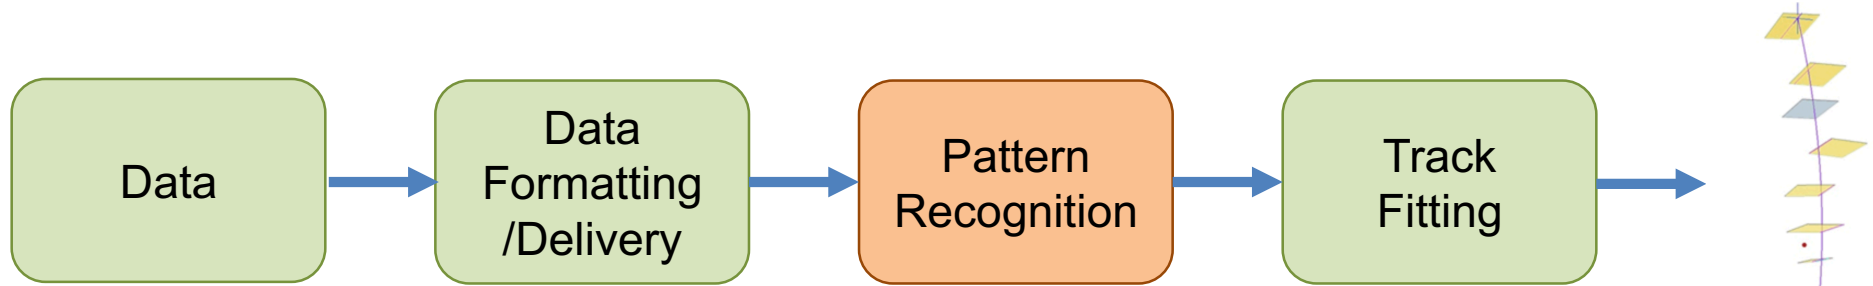 Data
Data
Formatting
/Delivery
Pattern
Recognition
Track
Fitting